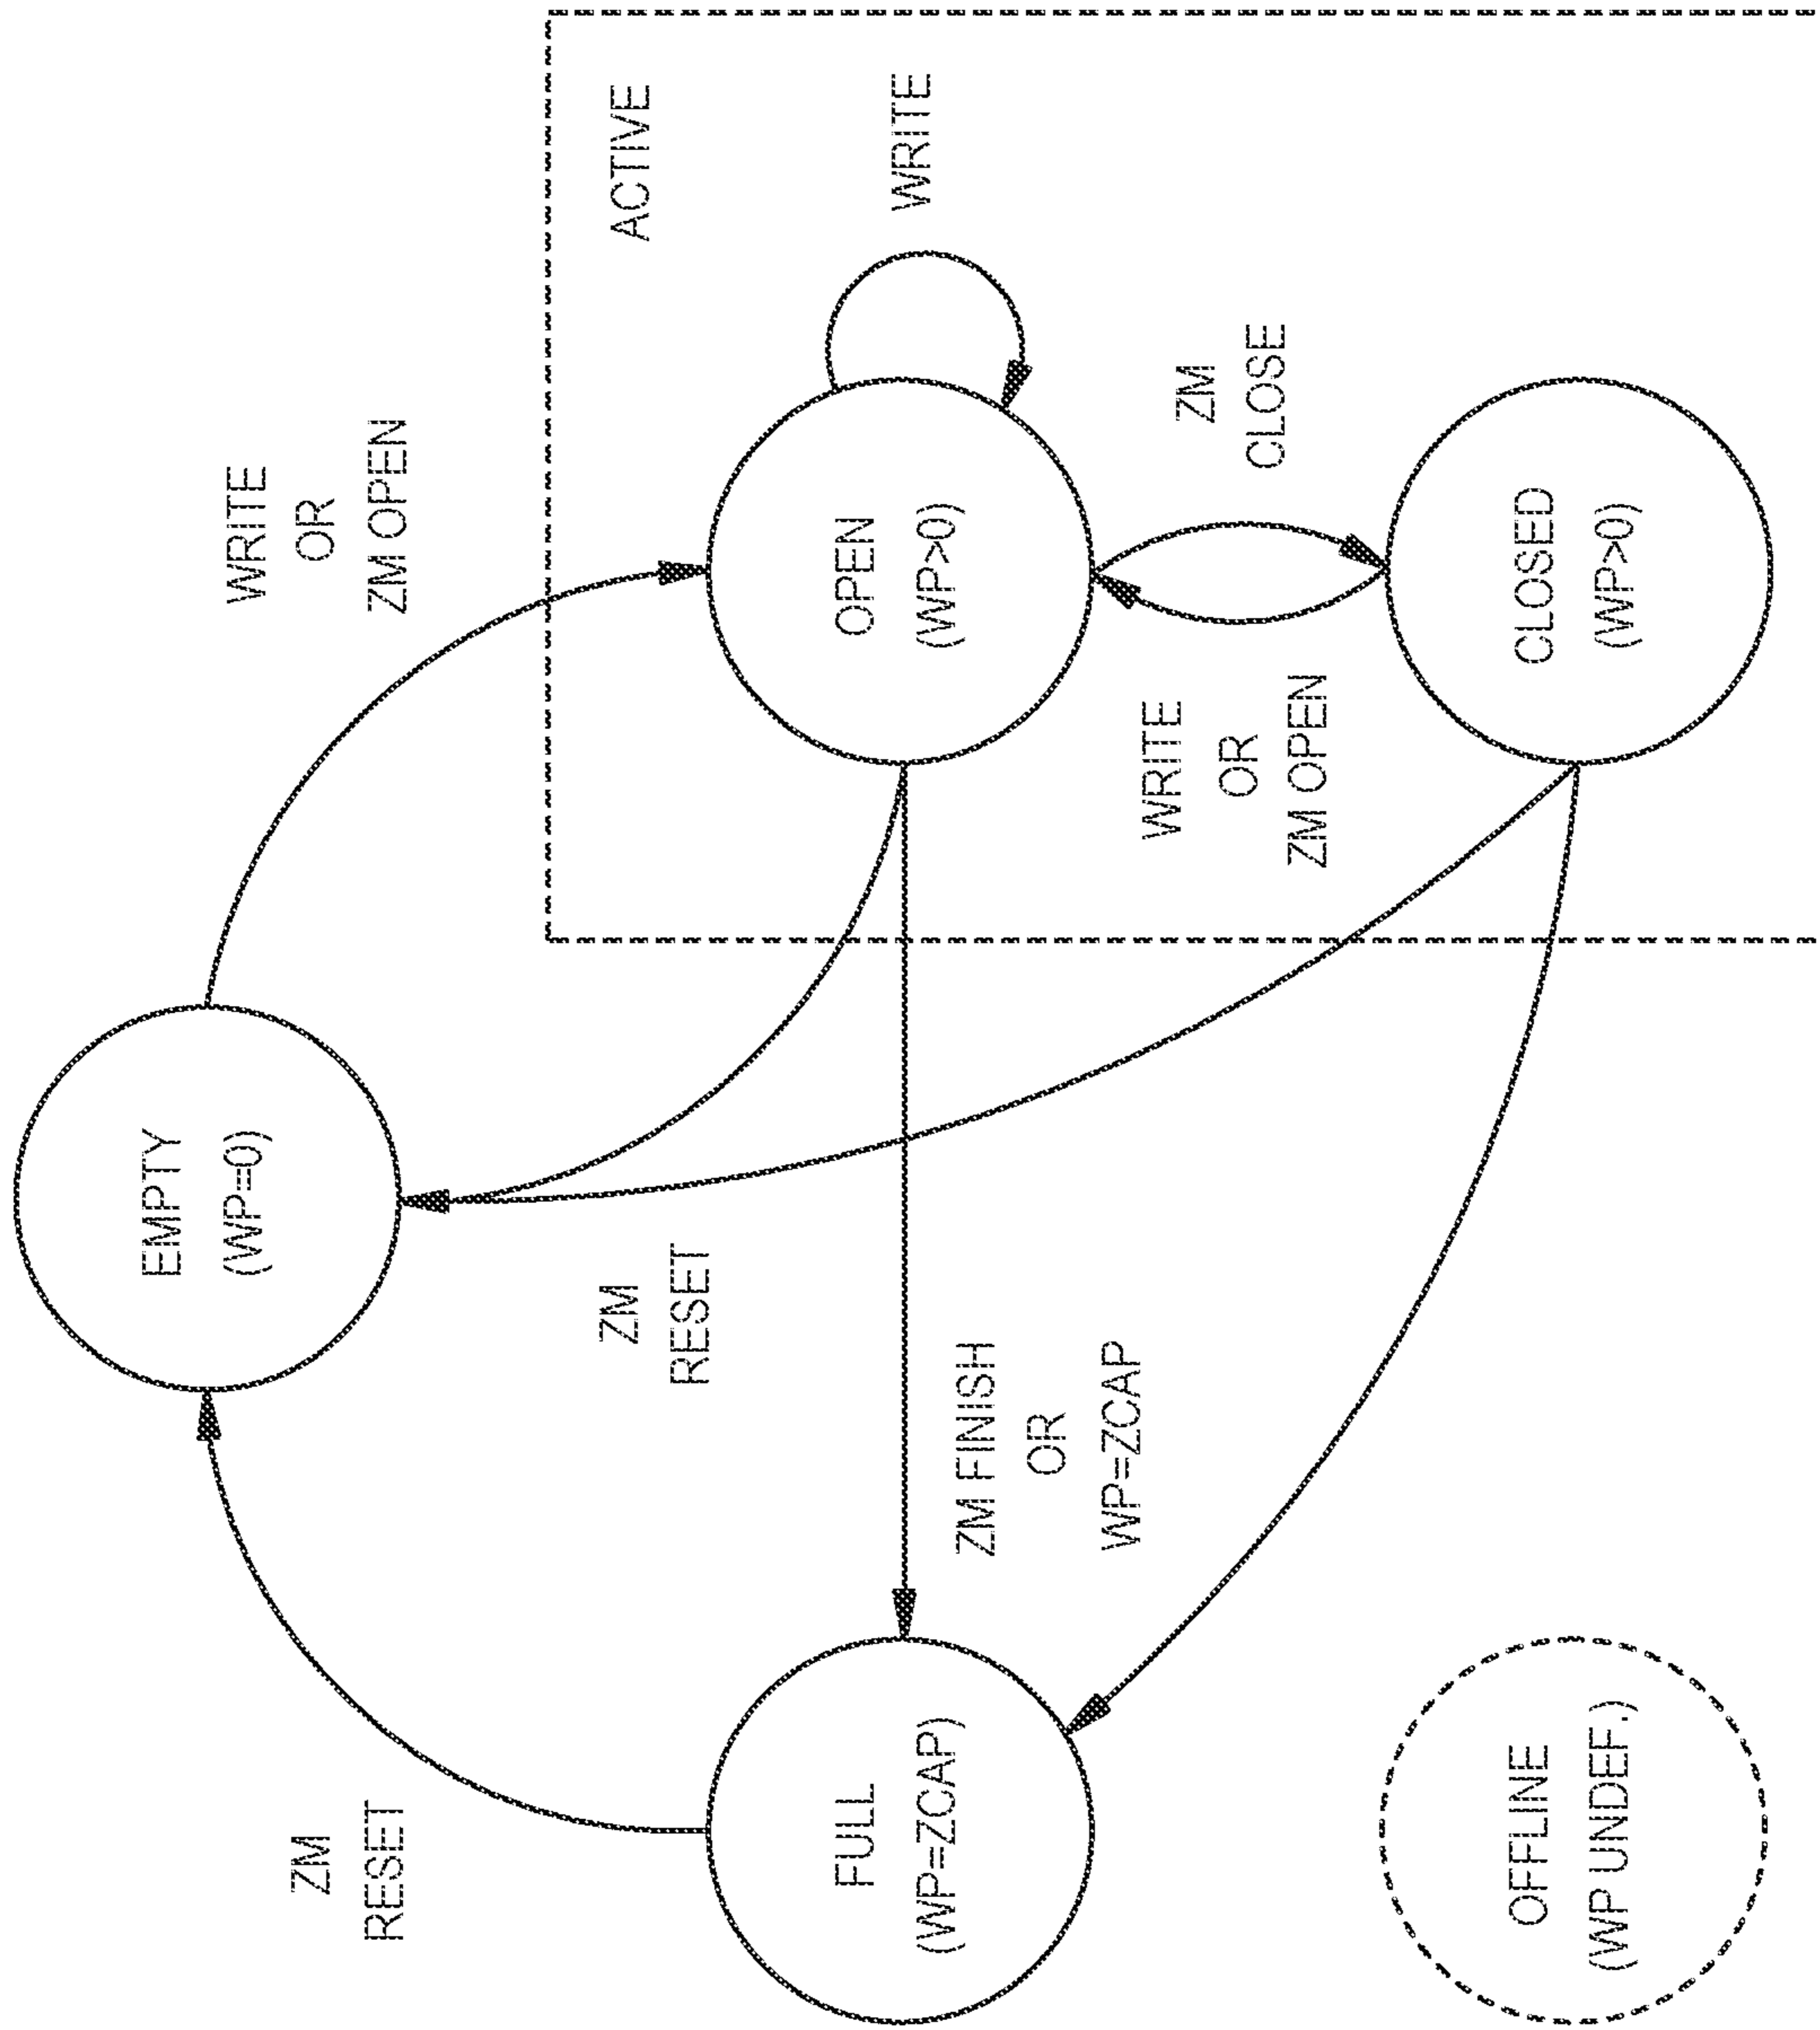 ZM
RESET
EMPTY
(WP=0)
WRITE
OR
ZM OPEN
ACTIVE
FULL
(WP=ZCAP)
ZM
RESET
ZM FINISH
OR
WP=ZCAP
OPEN
(WP>0)
WRITE
WRITE
OR
ZM OPEN
ZM
CLOSE
OFFLINE
(WP UNDEF.)
CLOSED
(WP>0)